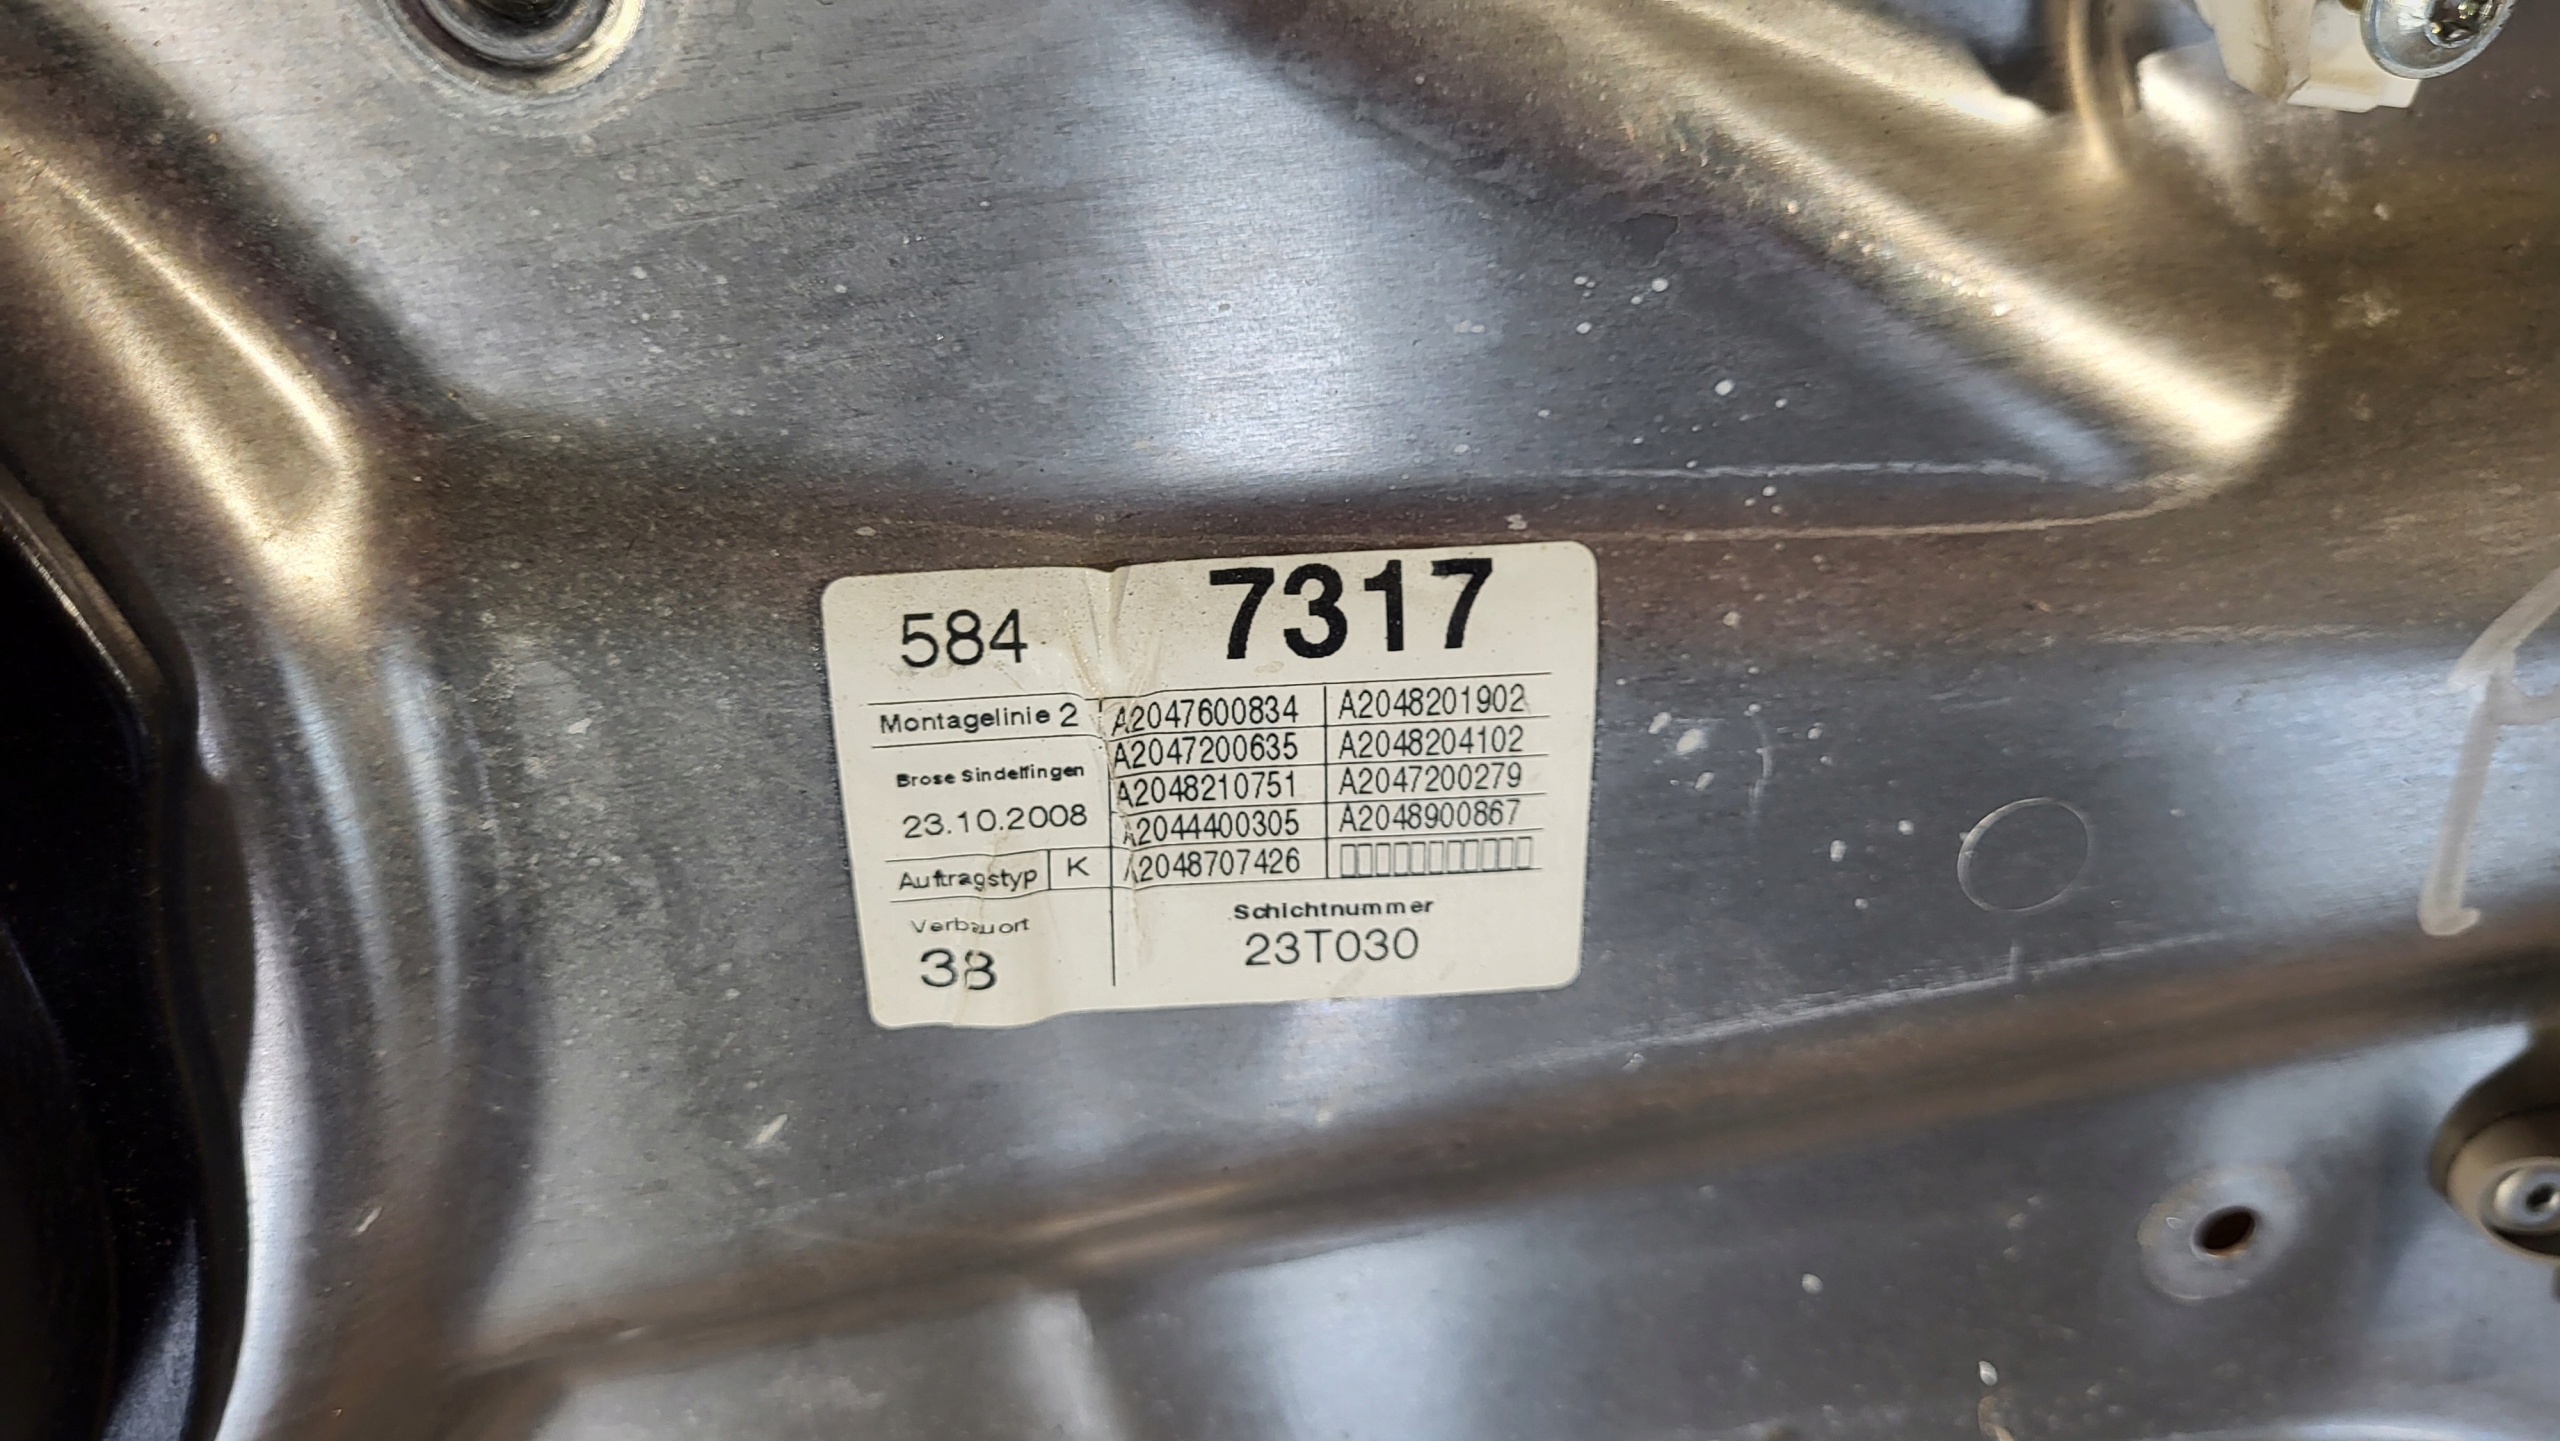 584 7317
Montagelinie 2
Brose Sindelfingen
23.10.2008
Auftragstyp K
Verbauort
38
A2047600834 A2048201902
A2047200635 A2048204102
A2048210751 A2047200279
A2044400305 A2048900867
A2048707426
Schichtnummer
23T030